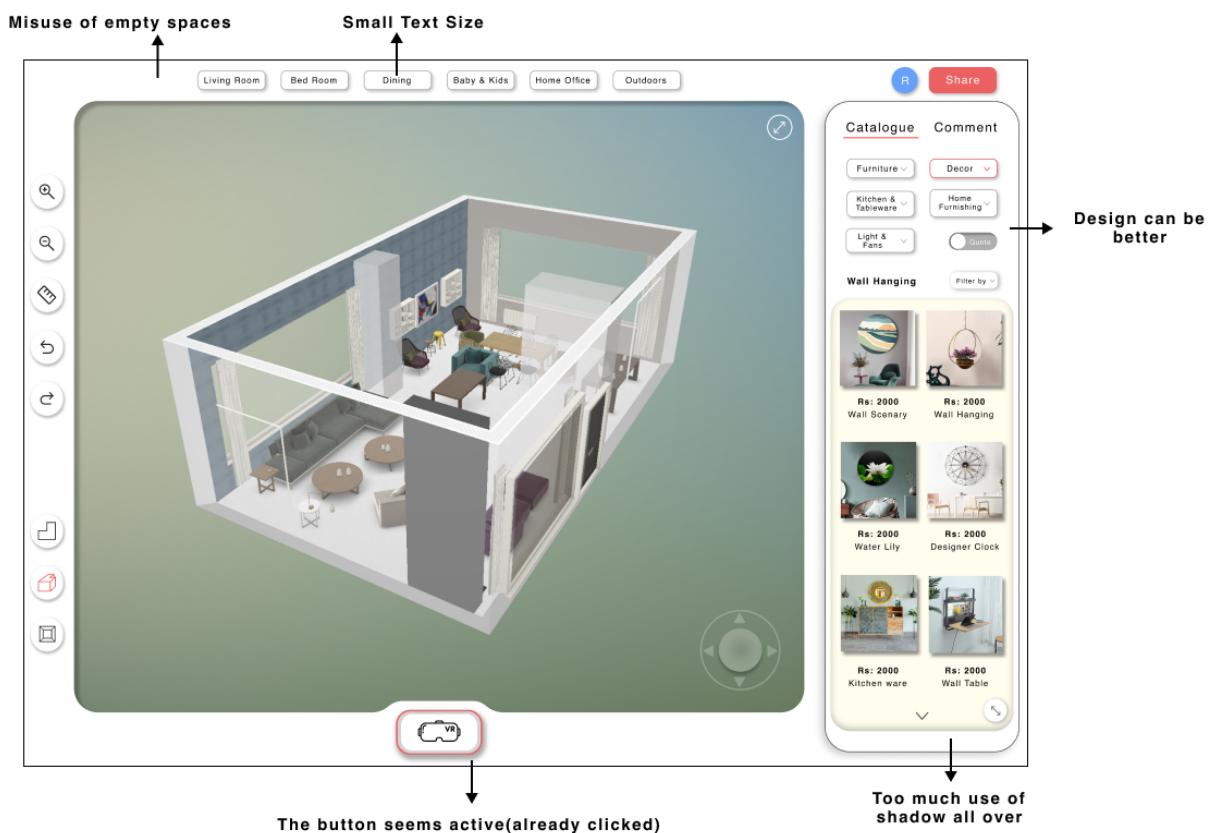 Misuse of empty spaces
Small Text Size
Living Room
Bed Room
Dining
Baby & Kids
Home Office
Outdoors
R
Share
Catalogue
Comment
Furniture
Decor
Kitchen &
Tableware
Home
Furnishing
Light &
Fans
Quote
Design can be
better
Wall Hanging
Filter by
Rs: 2000
Wall Scenary
Rs: 2000
Wall Hanging
Rs: 2000
Water Lily
Rs: 2000
Designer Clock
Rs: 2000
Kitchen ware
Rs: 2000
Wall Table
VR
The button seems active(already clicked)
Too much use of
shadow all over